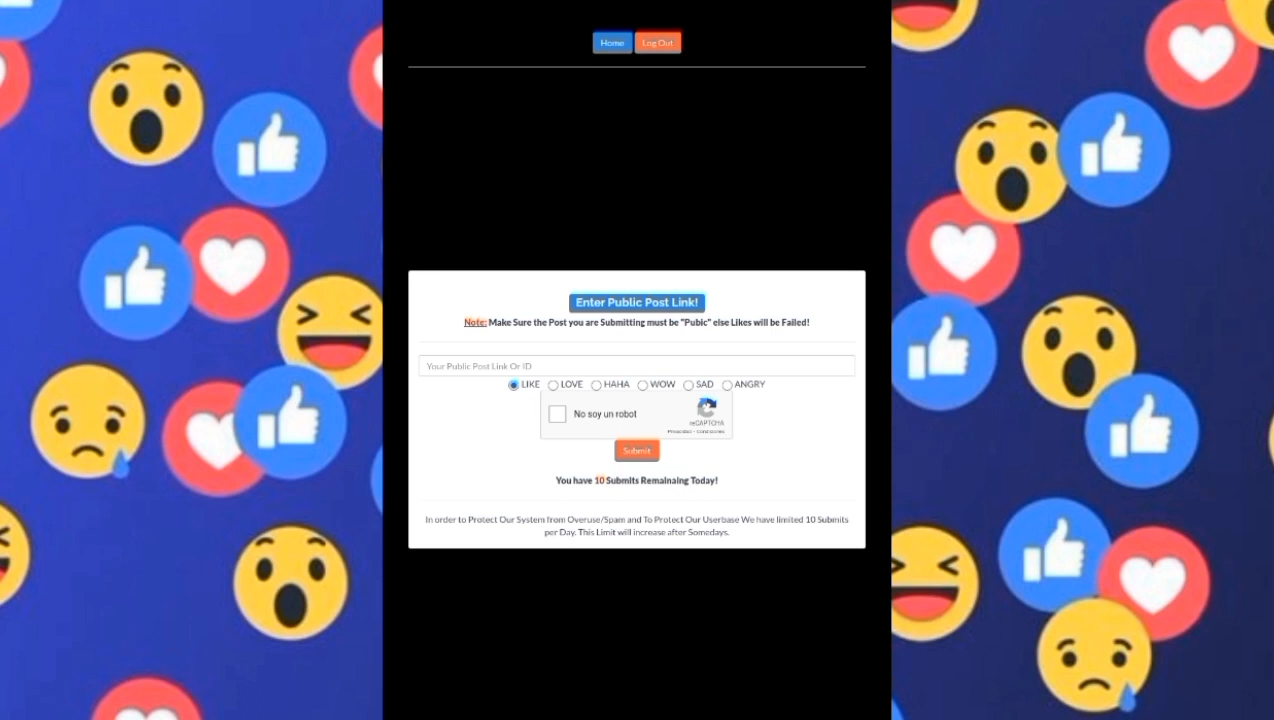 Home Log Out
Enter Public Post Link!
Note: Make Sure the Post you are Submitting must be "Pubic" else Likes will be Failed!
Your Public Post Link Or ID
LIKE LOVE HAHA WOW SAD ANGRY
No soy un robot
reCAPTCHA
Privacidad - Condiciones
Submit
You have 10 Submits Remainaing Today!
In order to Protect Our System from Overuse/Spam and To Protect Our Userbase We have limited 10 Submits
per Day. This Limit will increase after Somedays.